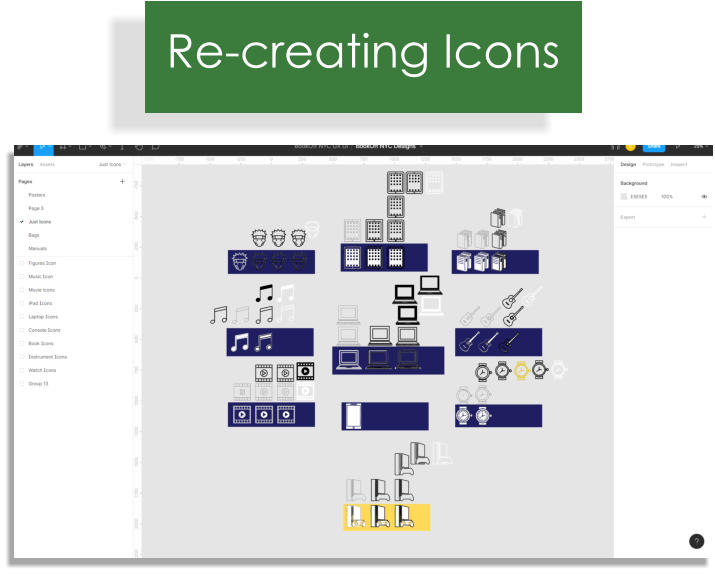 Re-creating Icons
BookOff NYC UX UI / BookOff NYC Designs
Share
Layers Assets Just Icons
Design Prototype Inspect
Pages
Background
Posters
E5E5E5 100%
Page 5
Just Icons
Export
Bags
Manuals
Figures Icon
Music Icon
Movie Icons
iPad Icons
Laptop Icons
Console Icons
Book Icons
Instrument Icons
Watch Icons
Group 13
?